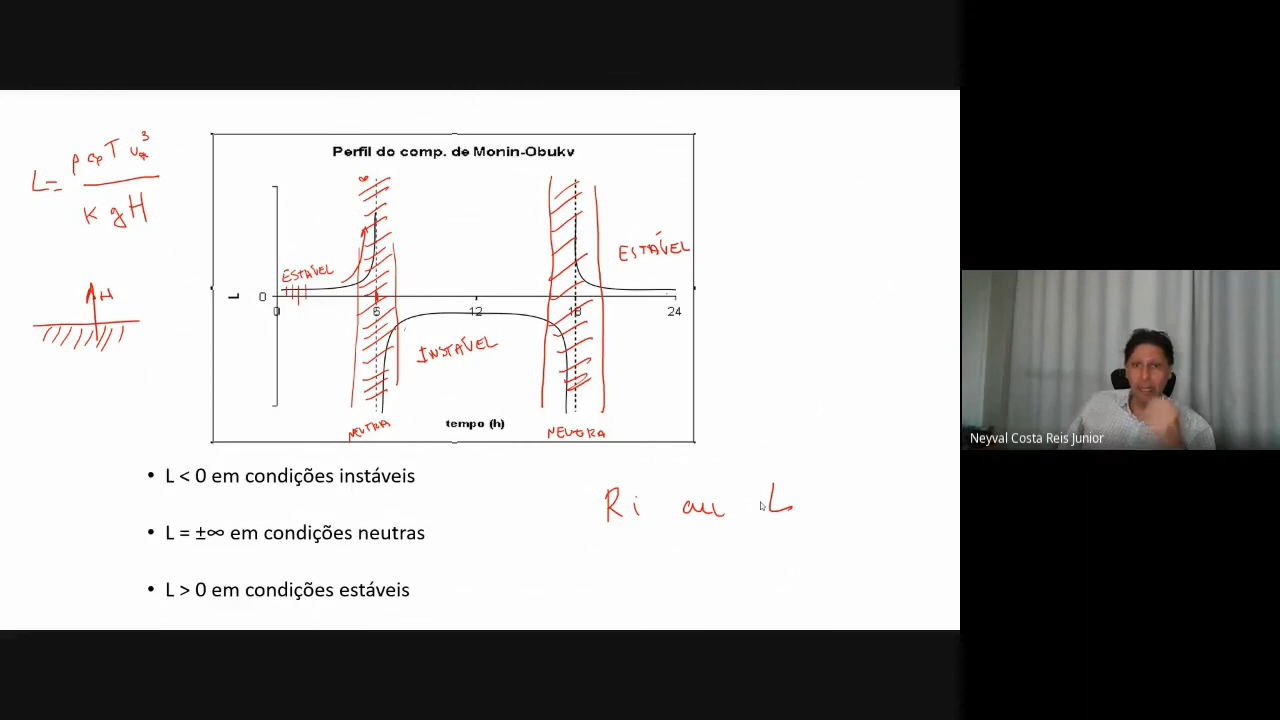 L = ρ cp T u*³
K g H
H
Perfil do comp. de Monin-Obukv
ESTÁVEL
ESTÁVEL
L
0
0 6 12 18 24
INSTÁVEL
tempo (h)
NEUTRA
NEUTRA
• L < 0 em condições instáveis
• L = ±∞ em condições neutras
• L > 0 em condições estáveis
Ri ou L
Neyval Costa Reis Junior